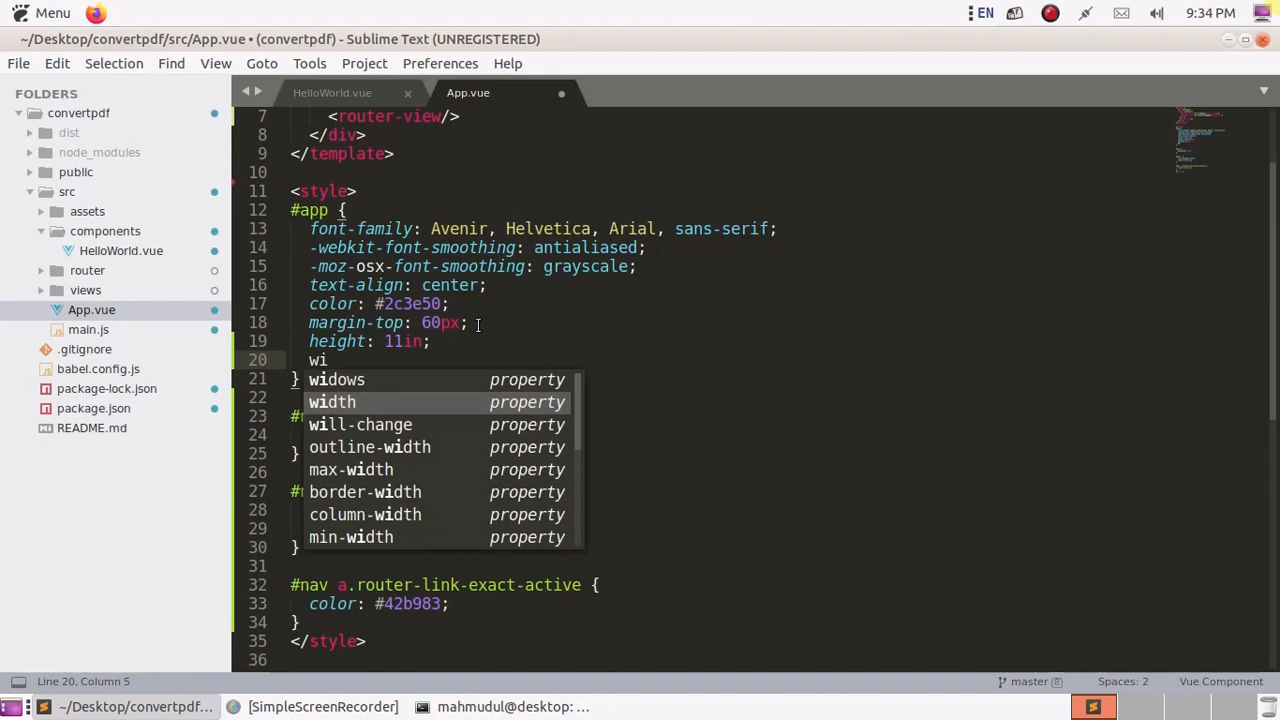 Menu
EN
9:34 PM
~/Desktop/convertpdf/src/App.vue • (convertpdf) - Sublime Text (UNREGISTERED)
File Edit Selection Find View Goto Tools Project Preferences Help
FOLDERS
convertpdf
dist
node_modules
public
src
assets
components
HelloWorld.vue
router
views
App.vue
main.js
.gitignore
babel.config.js
package-lock.json
package.json
README.md
HelloWorld.vue × App.vue
7 <router-view/>
8 </div>
9 </template>
10
11 <style>
12 #app {
13 font-family: Avenir, Helvetica, Arial, sans-serif;
14 -webkit-font-smoothing: antialiased;
15 -moz-osx-font-smoothing: grayscale;
16 text-align: center;
17 color: #2c3e50;
18 margin-top: 60px;
19 height: 11in;
20 wi
21 }
22
23 #n
24
25 }
26
27 #n
28
29
30 }
31
32 #nav a.router-link-exact-active {
33 color: #42b983;
34 }
35 </style>
36
widows property
width property
will-change property
outline-width property
max-width property
border-width property
column-width property
min-width property
Line 20, Column 5
master 8
Spaces: 2
Vue Component
~/Desktop/convertpdf...
[SimpleScreenRecorder]
mahmudul@desktop: ...